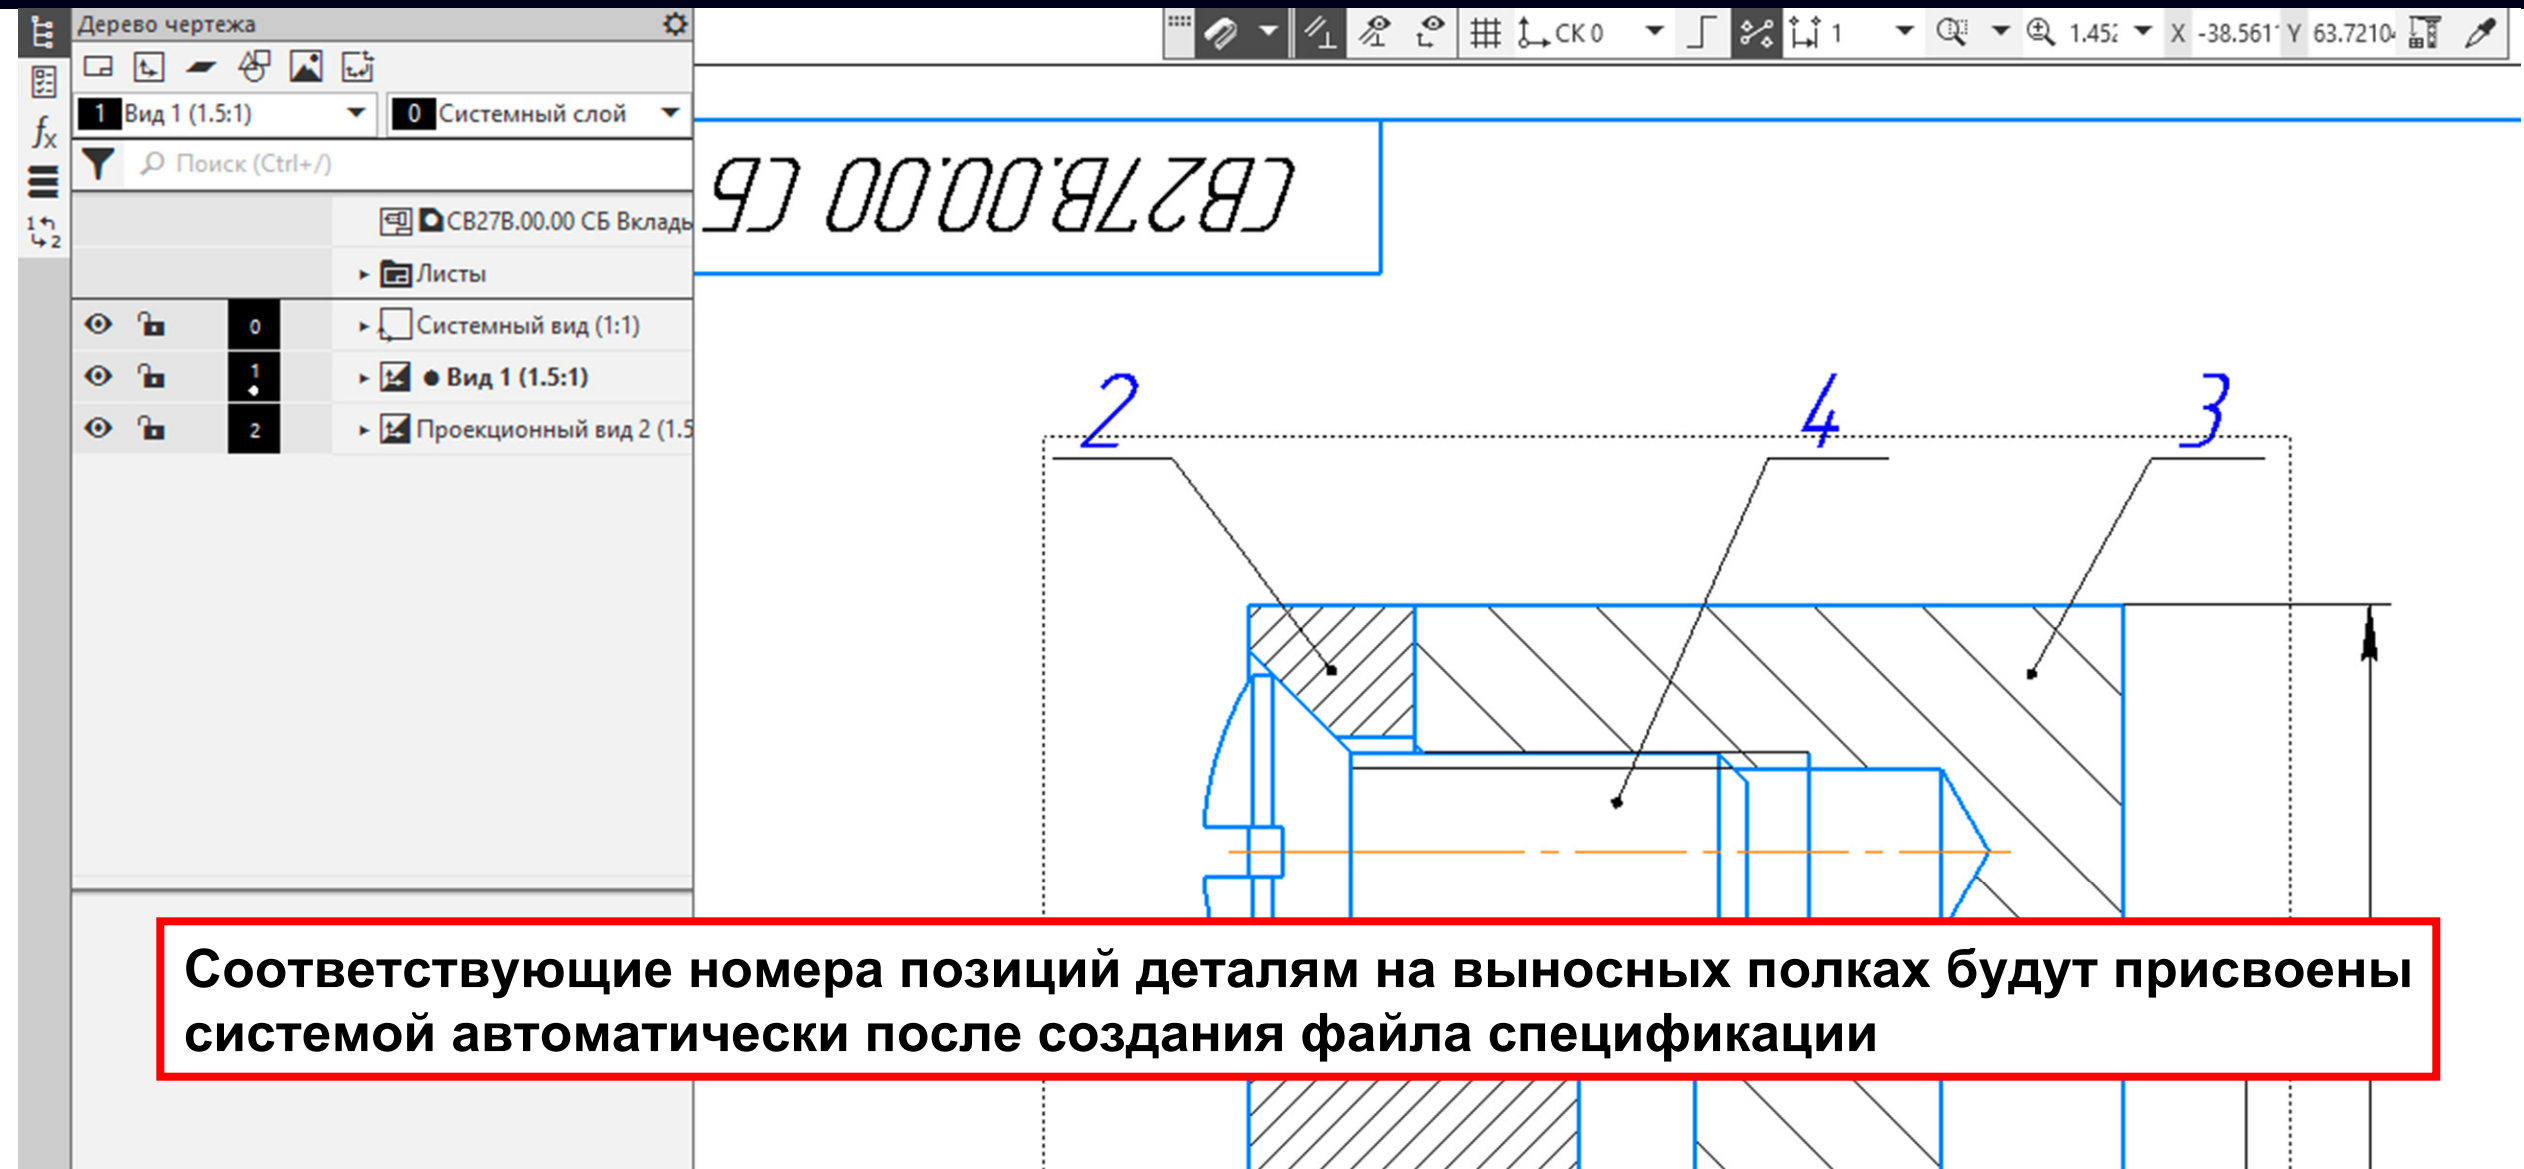 Дерево чертежа
СК 0
1
1.45
X -38.561 Y 63.7210
1 Вид 1 (1.5:1)
0 Системный слой
fx
Поиск (Ctrl+/)
1
2
СВ27В.00.00 СБ Вкладь
Листы
0 Системный вид (1:1)
1 Вид 1 (1.5:1)
2 Проекционный вид 2 (1.5
СВ27В.00.00 СБ
2
4
3
Соответствующие номера позиций деталям на выносных полках будут присвоены
системой автоматически после создания файла спецификации